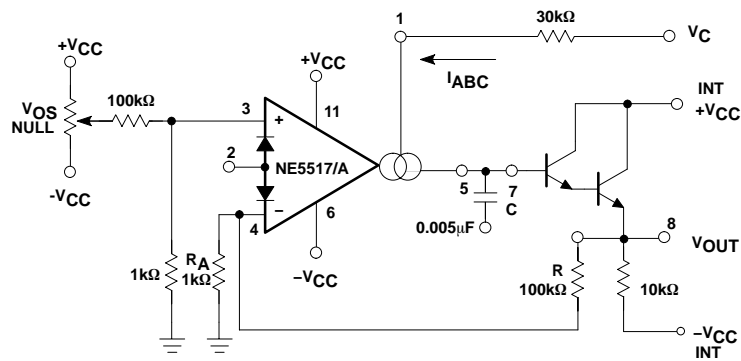 1
30kΩ
VC
+VCC
IABC
+VCC
INT
+VCC
VOS
NULL
100kΩ
3
+
11
2
NE5517/A
5
7
C
-VCC
−
4
6
0.005μF
8
VOUT
−VCC
1kΩ
RA
1kΩ
R
100kΩ
10kΩ
−VCC
INT